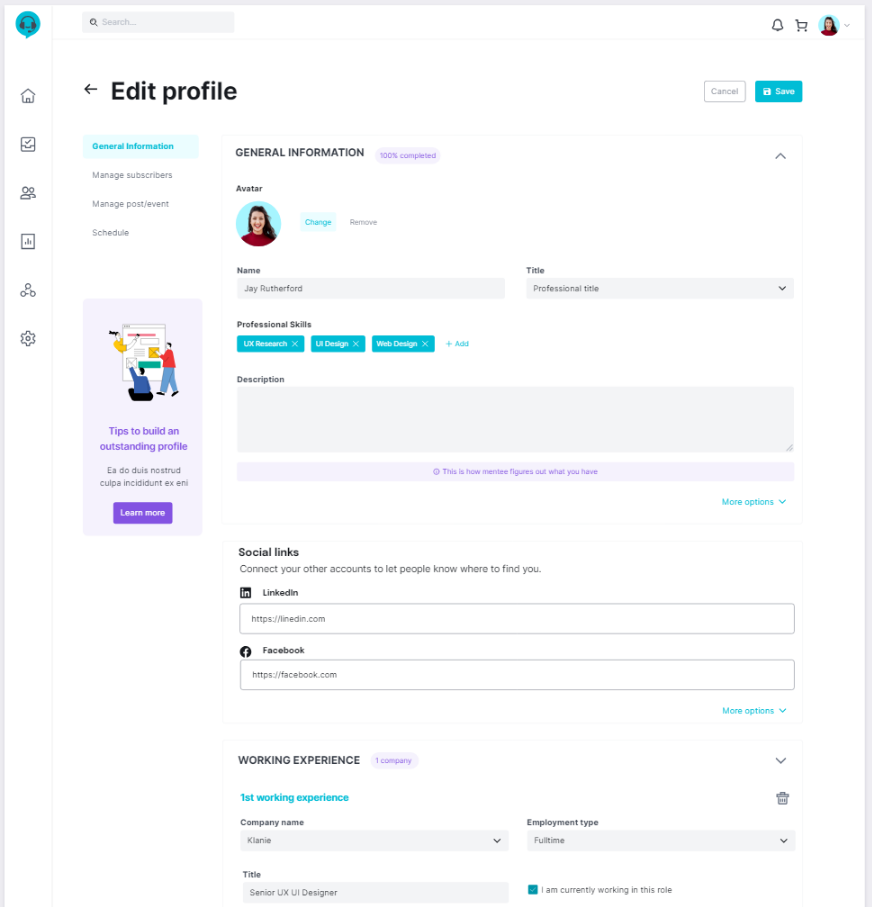 Search...
Edit profile
Cancel
Save
General Information
Manage subscribers
Manage post/event
Schedule
Tips to build an
outstanding profile
Ea do duis nostrud
culpa incididunt ex eni
Learn more
GENERAL INFORMATION
100% completed
Avatar
Change
Remove
Name
Title
Jay Rutherford
Professional title
Professional Skills
UX Research
UI Design
Web Design
+ Add
Description
This is how mentee figures out what you have
More options
Social links
Connect your other accounts to let people know where to find you.
LinkedIn
https://linedin.com
Facebook
https://facebook.com
More options
WORKING EXPERIENCE
1 company
1st working experience
Company name
Employment type
Klanie
Fulltime
Title
Senior UX UI Designer
I am currently working in this role